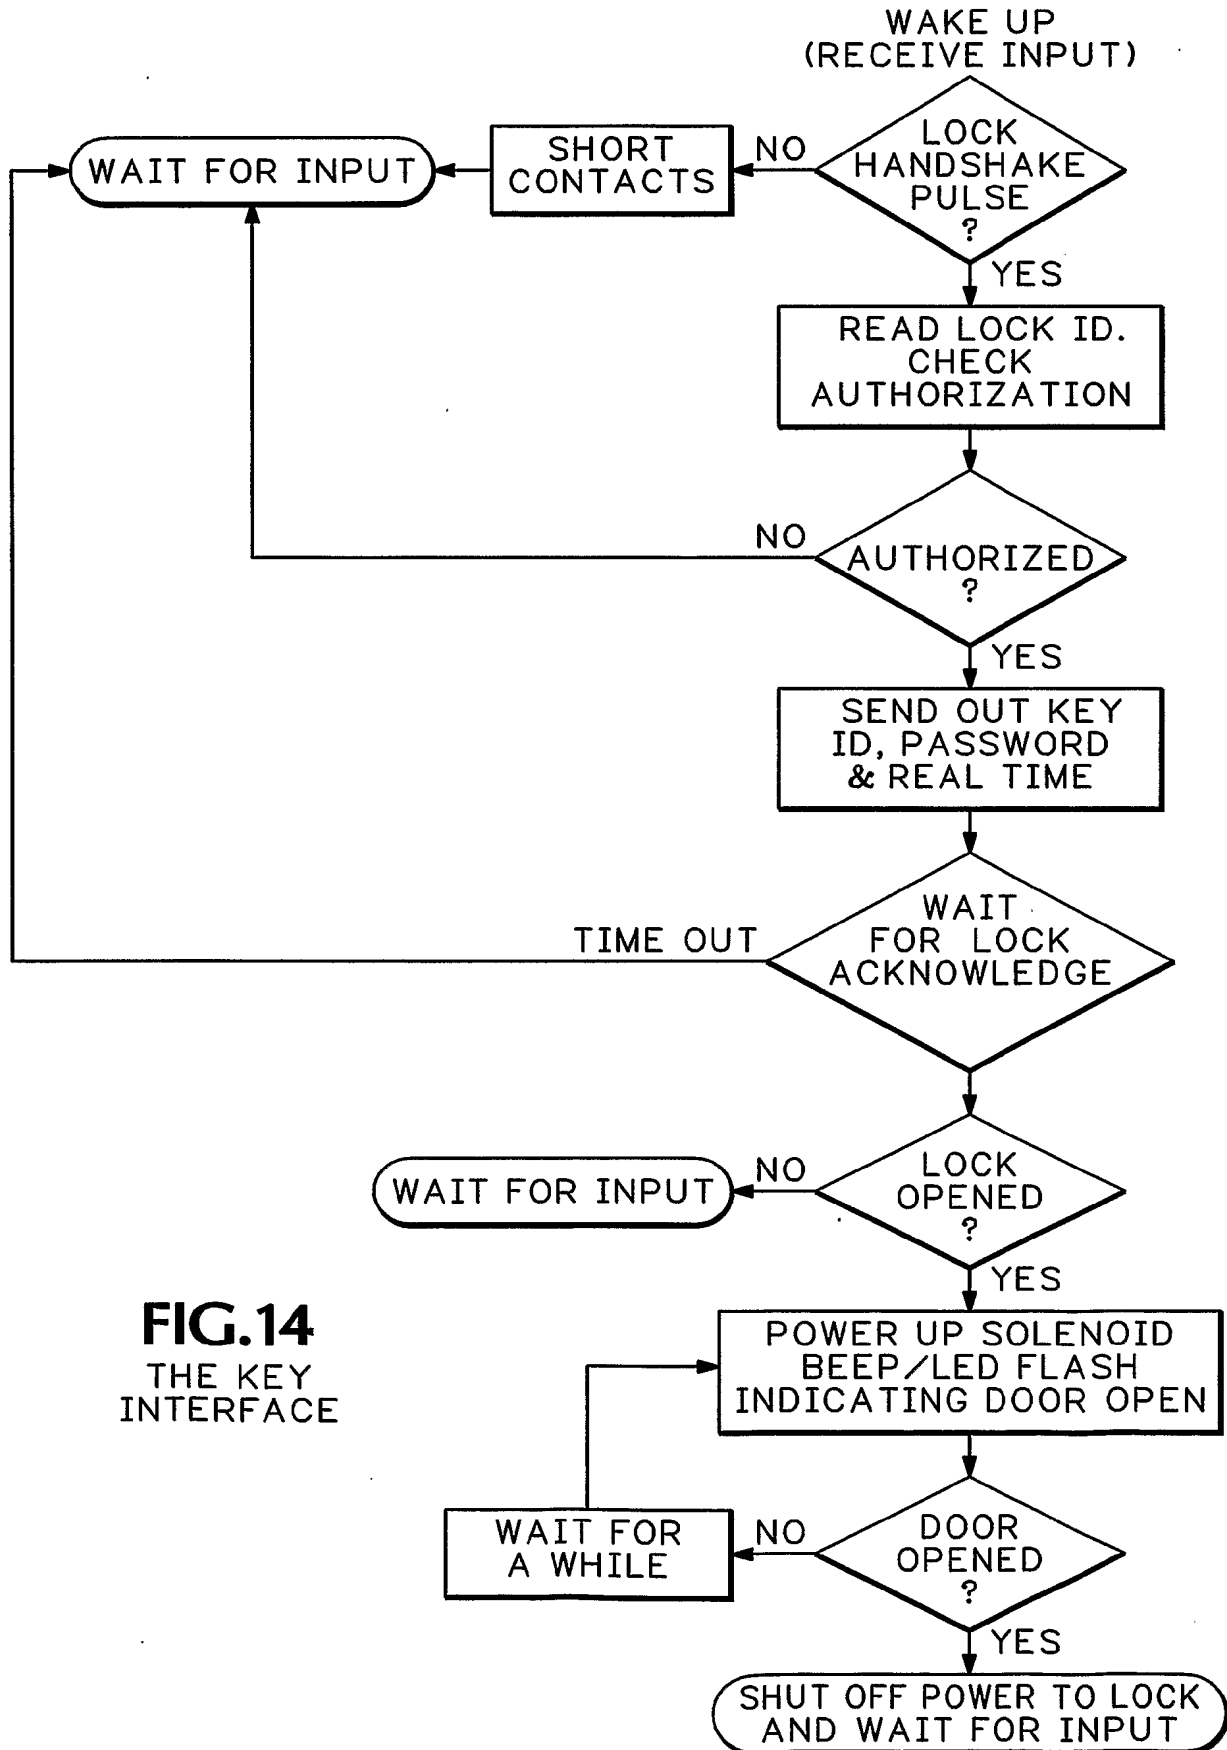 WAKE UP
(RECEIVE INPUT)
LOCK
HANDSHAKE
PULSE
?
NO
SHORT
CONTACTS
WAIT FOR INPUT
YES
READ LOCK ID.
CHECK
AUTHORIZATION
AUTHORIZED
?
NO
YES
SEND OUT KEY
ID, PASSWORD
& REAL TIME
WAIT
FOR LOCK
ACKNOWLEDGE
TIME OUT
LOCK
OPENED
?
NO
WAIT FOR INPUT
YES
POWER UP SOLENOID
BEEP/LED FLASH
INDICATING DOOR OPEN
DOOR
OPENED
?
NO
WAIT FOR
A WHILE
YES
SHUT OFF POWER TO LOCK
AND WAIT FOR INPUT
FIG.14
THE KEY
INTERFACE